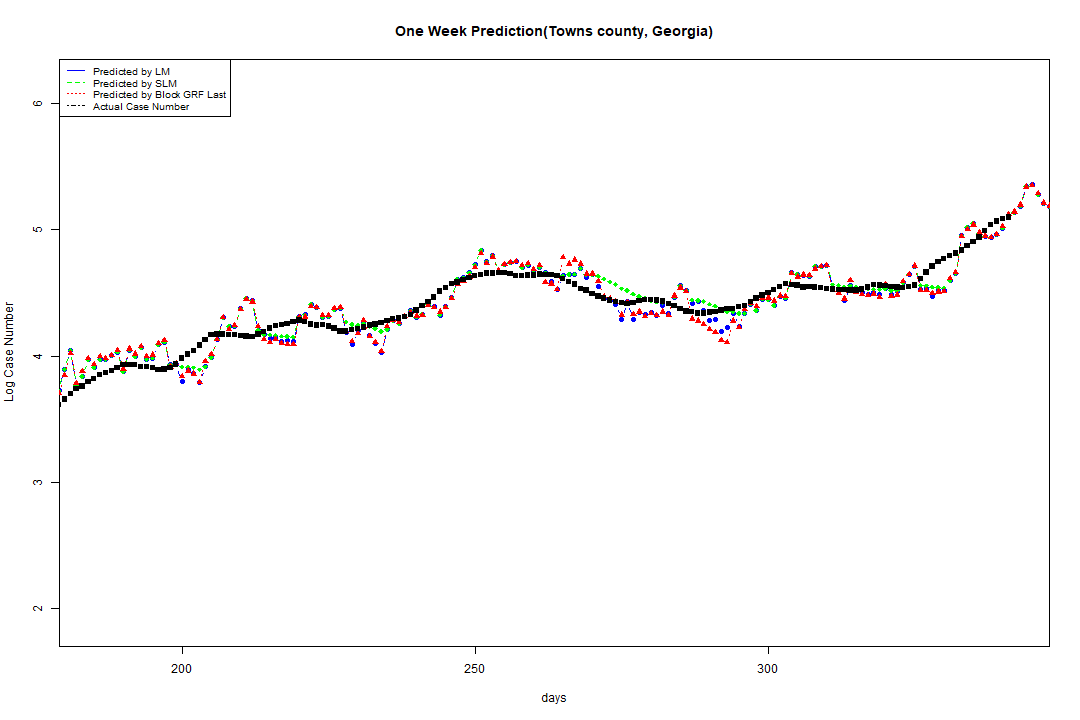 One Week Prediction(Towns county, Georgia)
Predicted by LM
Predicted by SLM
Predicted by Block GRF Last
Actual Case Number
6
5
4
3
2
Log Case Number
200
250
300
days